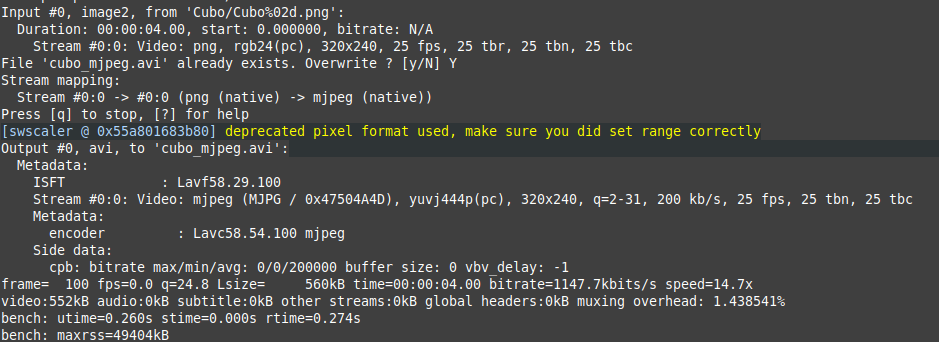 Input #0, image2, from 'Cubo/Cubo%02d.png':
Duration: 00:00:04.00, start: 0.000000, bitrate: N/A
Stream #0:0: Video: png, rgb24(pc), 320x240, 25 fps, 25 tbr, 25 tbn, 25 tbc
File 'cubo_mjpeg.avi' already exists. Overwrite ? [y/N] Y
Stream mapping:
Stream #0:0 -> #0:0 (png (native) -> mjpeg (native))
Press [q] to stop, [?] for help
[swscaler @ 0x55a801683b80] deprecated pixel format used, make sure you did set range correctly
Output #0, avi, to 'cubo_mjpeg.avi':
Metadata:
ISFT            : Lavf58.29.100
Stream #0:0: Video: mjpeg (MJPG / 0x47504A4D), yuvj444p(pc), 320x240, q=2-31, 200 kb/s, 25 fps, 25 tbn, 25 tbc
Metadata:
encoder         : Lavc58.54.100 mjpeg
Side data:
cpb: bitrate max/min/avg: 0/0/200000 buffer size: 0 vbv_delay: -1
frame=  100 fps=0.0 q=24.8 Lsize=     560kB time=00:00:04.00 bitrate=1147.7kbits/s speed=14.7x
video:552kB audio:0kB subtitle:0kB other streams:0kB global headers:0kB muxing overhead: 1.438541%
bench: utime=0.260s stime=0.000s rtime=0.274s
bench: maxrss=49404kB